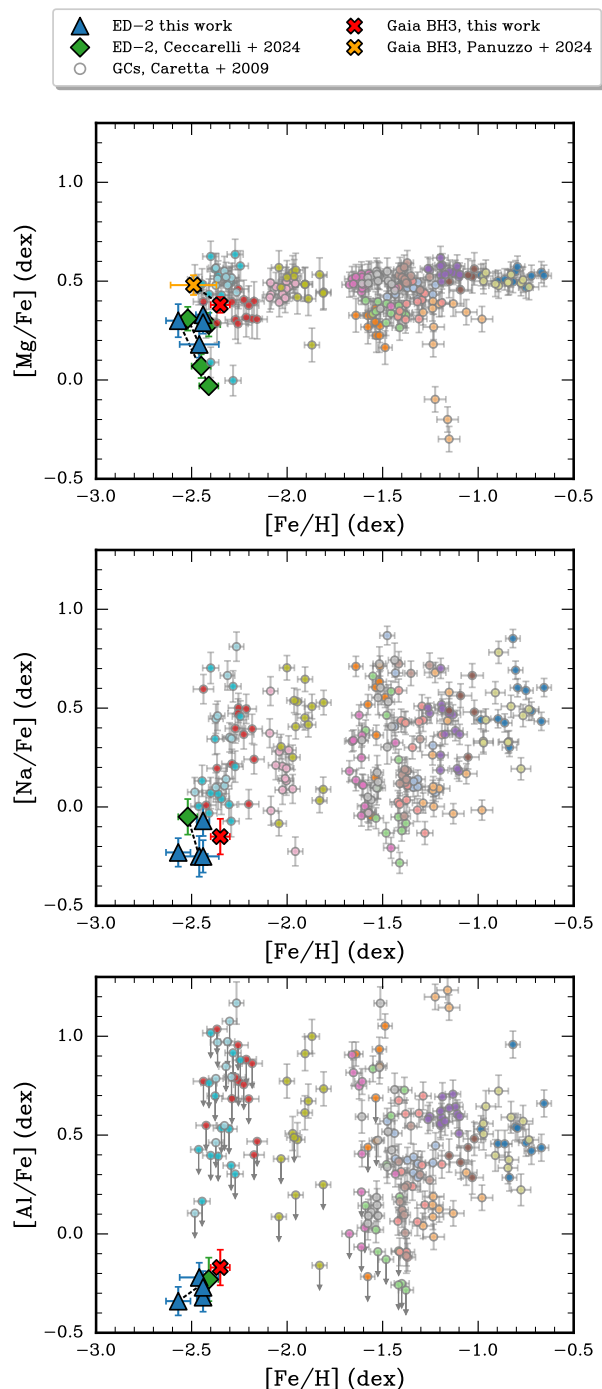 ED-2 this work
ED-2, Ceccarelli + 2024
GCs, Caretta + 2009
Gaia BH3, this work
Gaia BH3, Panuzzo + 2024
1.0
0.5
0.0
−0.5
[Mg/Fe] (dex)
−3.0 −2.5 −2.0 −1.5 −1.0 −0.5
[Fe/H] (dex)
1.0
0.5
0.0
−0.5
[Na/Fe] (dex)
−3.0 −2.5 −2.0 −1.5 −1.0 −0.5
[Fe/H] (dex)
1.0
0.5
0.0
−0.5
[Al/Fe] (dex)
−3.0 −2.5 −2.0 −1.5 −1.0 −0.5
[Fe/H] (dex)